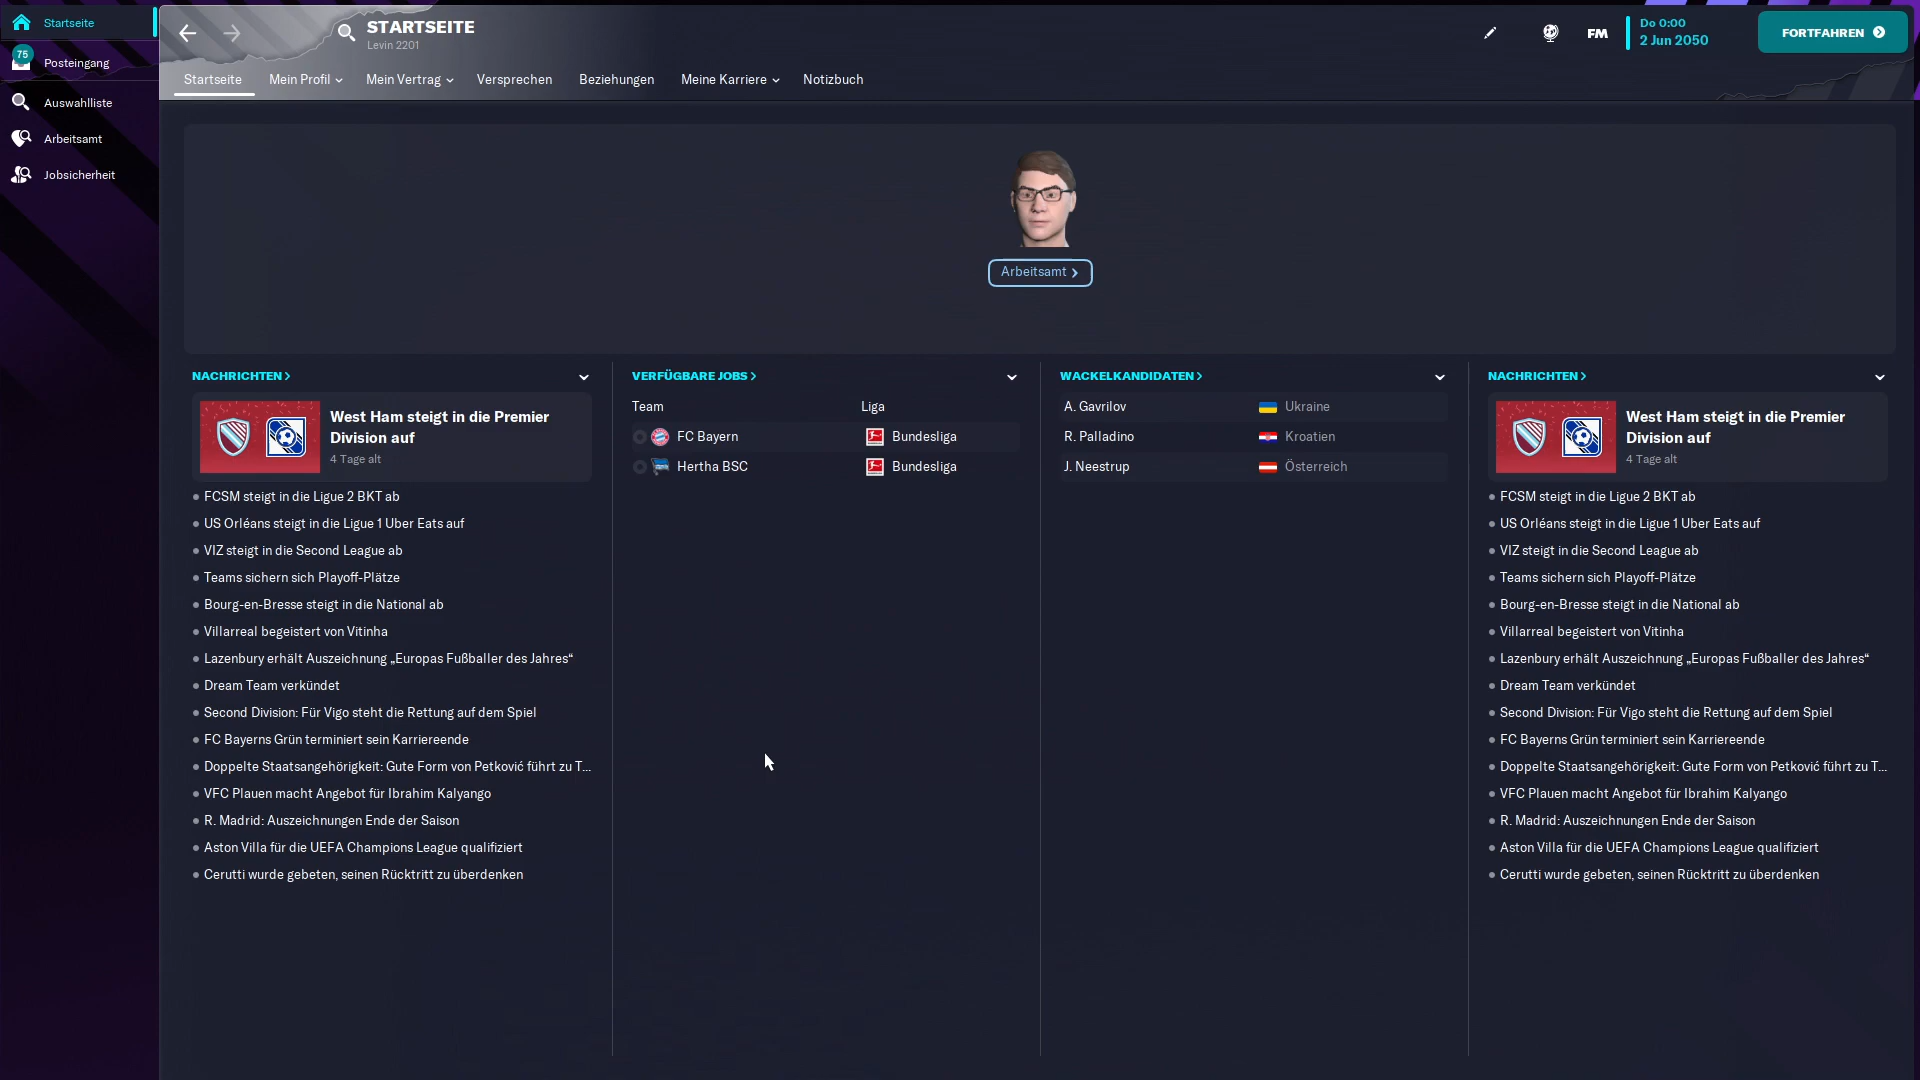 Startseite
75
Posteingang
Auswahlliste
Arbeitsamt
Jobsicherheit
STARTSEITE
Levin 2201
FM
Do 0:00
2 Jun 2050
FORTFAHREN
Startseite
Mein Profil
Mein Vertrag
Versprechen
Beziehungen
Meine Karriere
Notizbuch
Arbeitsamt
NACHRICHTEN
West Ham steigt in die Premier
Division auf
4 Tage alt
FCSM steigt in die Ligue 2 BKT ab
US Orléans steigt in die Ligue 1 Uber Eats auf
VIZ steigt in die Second League ab
Teams sichern sich Playoff-Plätze
Bourg-en-Bresse steigt in die National ab
Villarreal begeistert von Vitinha
Lazenbury erhält Auszeichnung „Europas Fußballer des Jahres“
Dream Team verkündet
Second Division: Für Vigo steht die Rettung auf dem Spiel
FC Bayerns Grün terminiert sein Karriereende
Doppelte Staatsangehörigkeit: Gute Form von Petković führt zu T...
VFC Plauen macht Angebot für Ibrahim Kalyango
R. Madrid: Auszeichnungen Ende der Saison
Aston Villa für die UEFA Champions League qualifiziert
Cerutti wurde gebeten, seinen Rücktritt zu überdenken
VERFÜGBARE JOBS
Team Liga
FC Bayern Bundesliga
Hertha BSC Bundesliga
WACKELKANDIDATEN
A. Gavrilov Ukraine
R. Palladino Kroatien
J. Neestrup Österreich
NACHRICHTEN
West Ham steigt in die Premier
Division auf
4 Tage alt
FCSM steigt in die Ligue 2 BKT ab
US Orléans steigt in die Ligue 1 Uber Eats auf
VIZ steigt in die Second League ab
Teams sichern sich Playoff-Plätze
Bourg-en-Bresse steigt in die National ab
Villarreal begeistert von Vitinha
Lazenbury erhält Auszeichnung „Europas Fußballer des Jahres“
Dream Team verkündet
Second Division: Für Vigo steht die Rettung auf dem Spiel
FC Bayerns Grün terminiert sein Karriereende
Doppelte Staatsangehörigkeit: Gute Form von Petković führt zu T...
VFC Plauen macht Angebot für Ibrahim Kalyango
R. Madrid: Auszeichnungen Ende der Saison
Aston Villa für die UEFA Champions League qualifiziert
Cerutti wurde gebeten, seinen Rücktritt zu überdenken